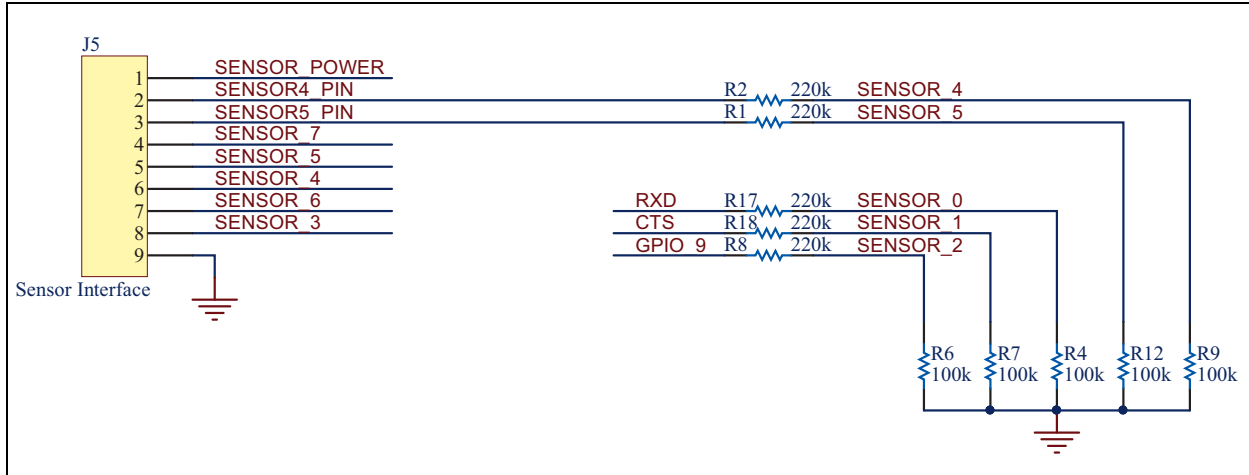 J5
1 SENSOR_POWER
2 SENSOR4_PIN R2 220k SENSOR_4
3 SENSOR5_PIN R1 220k SENSOR_5
4 SENSOR_7
5 SENSOR_5
6 SENSOR_4
7 SENSOR_6 RXD R17 220k SENSOR_0
8 SENSOR_3 CTS R18 220k SENSOR_1
9 GPIO_9 R8 220k SENSOR_2
Sensor Interface
R6 R7 R4 R12 R9
100k 100k 100k 100k 100k